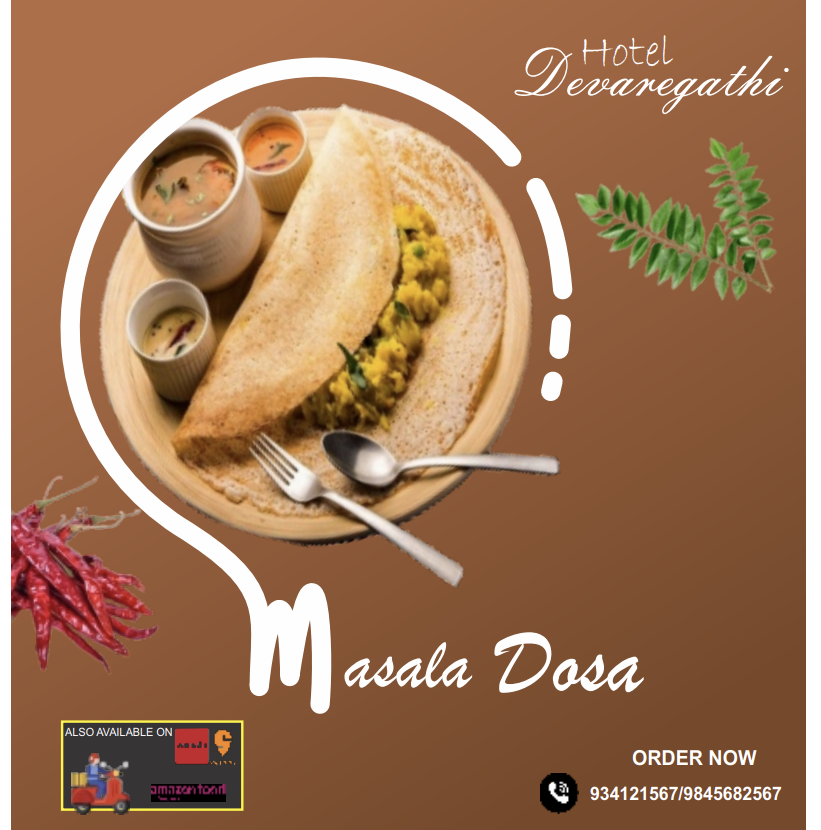 Hotel
Devaregathi
Masala Dosa
ALSO AVAILABLE ON
amazon food
ORDER NOW
934121567/9845682567